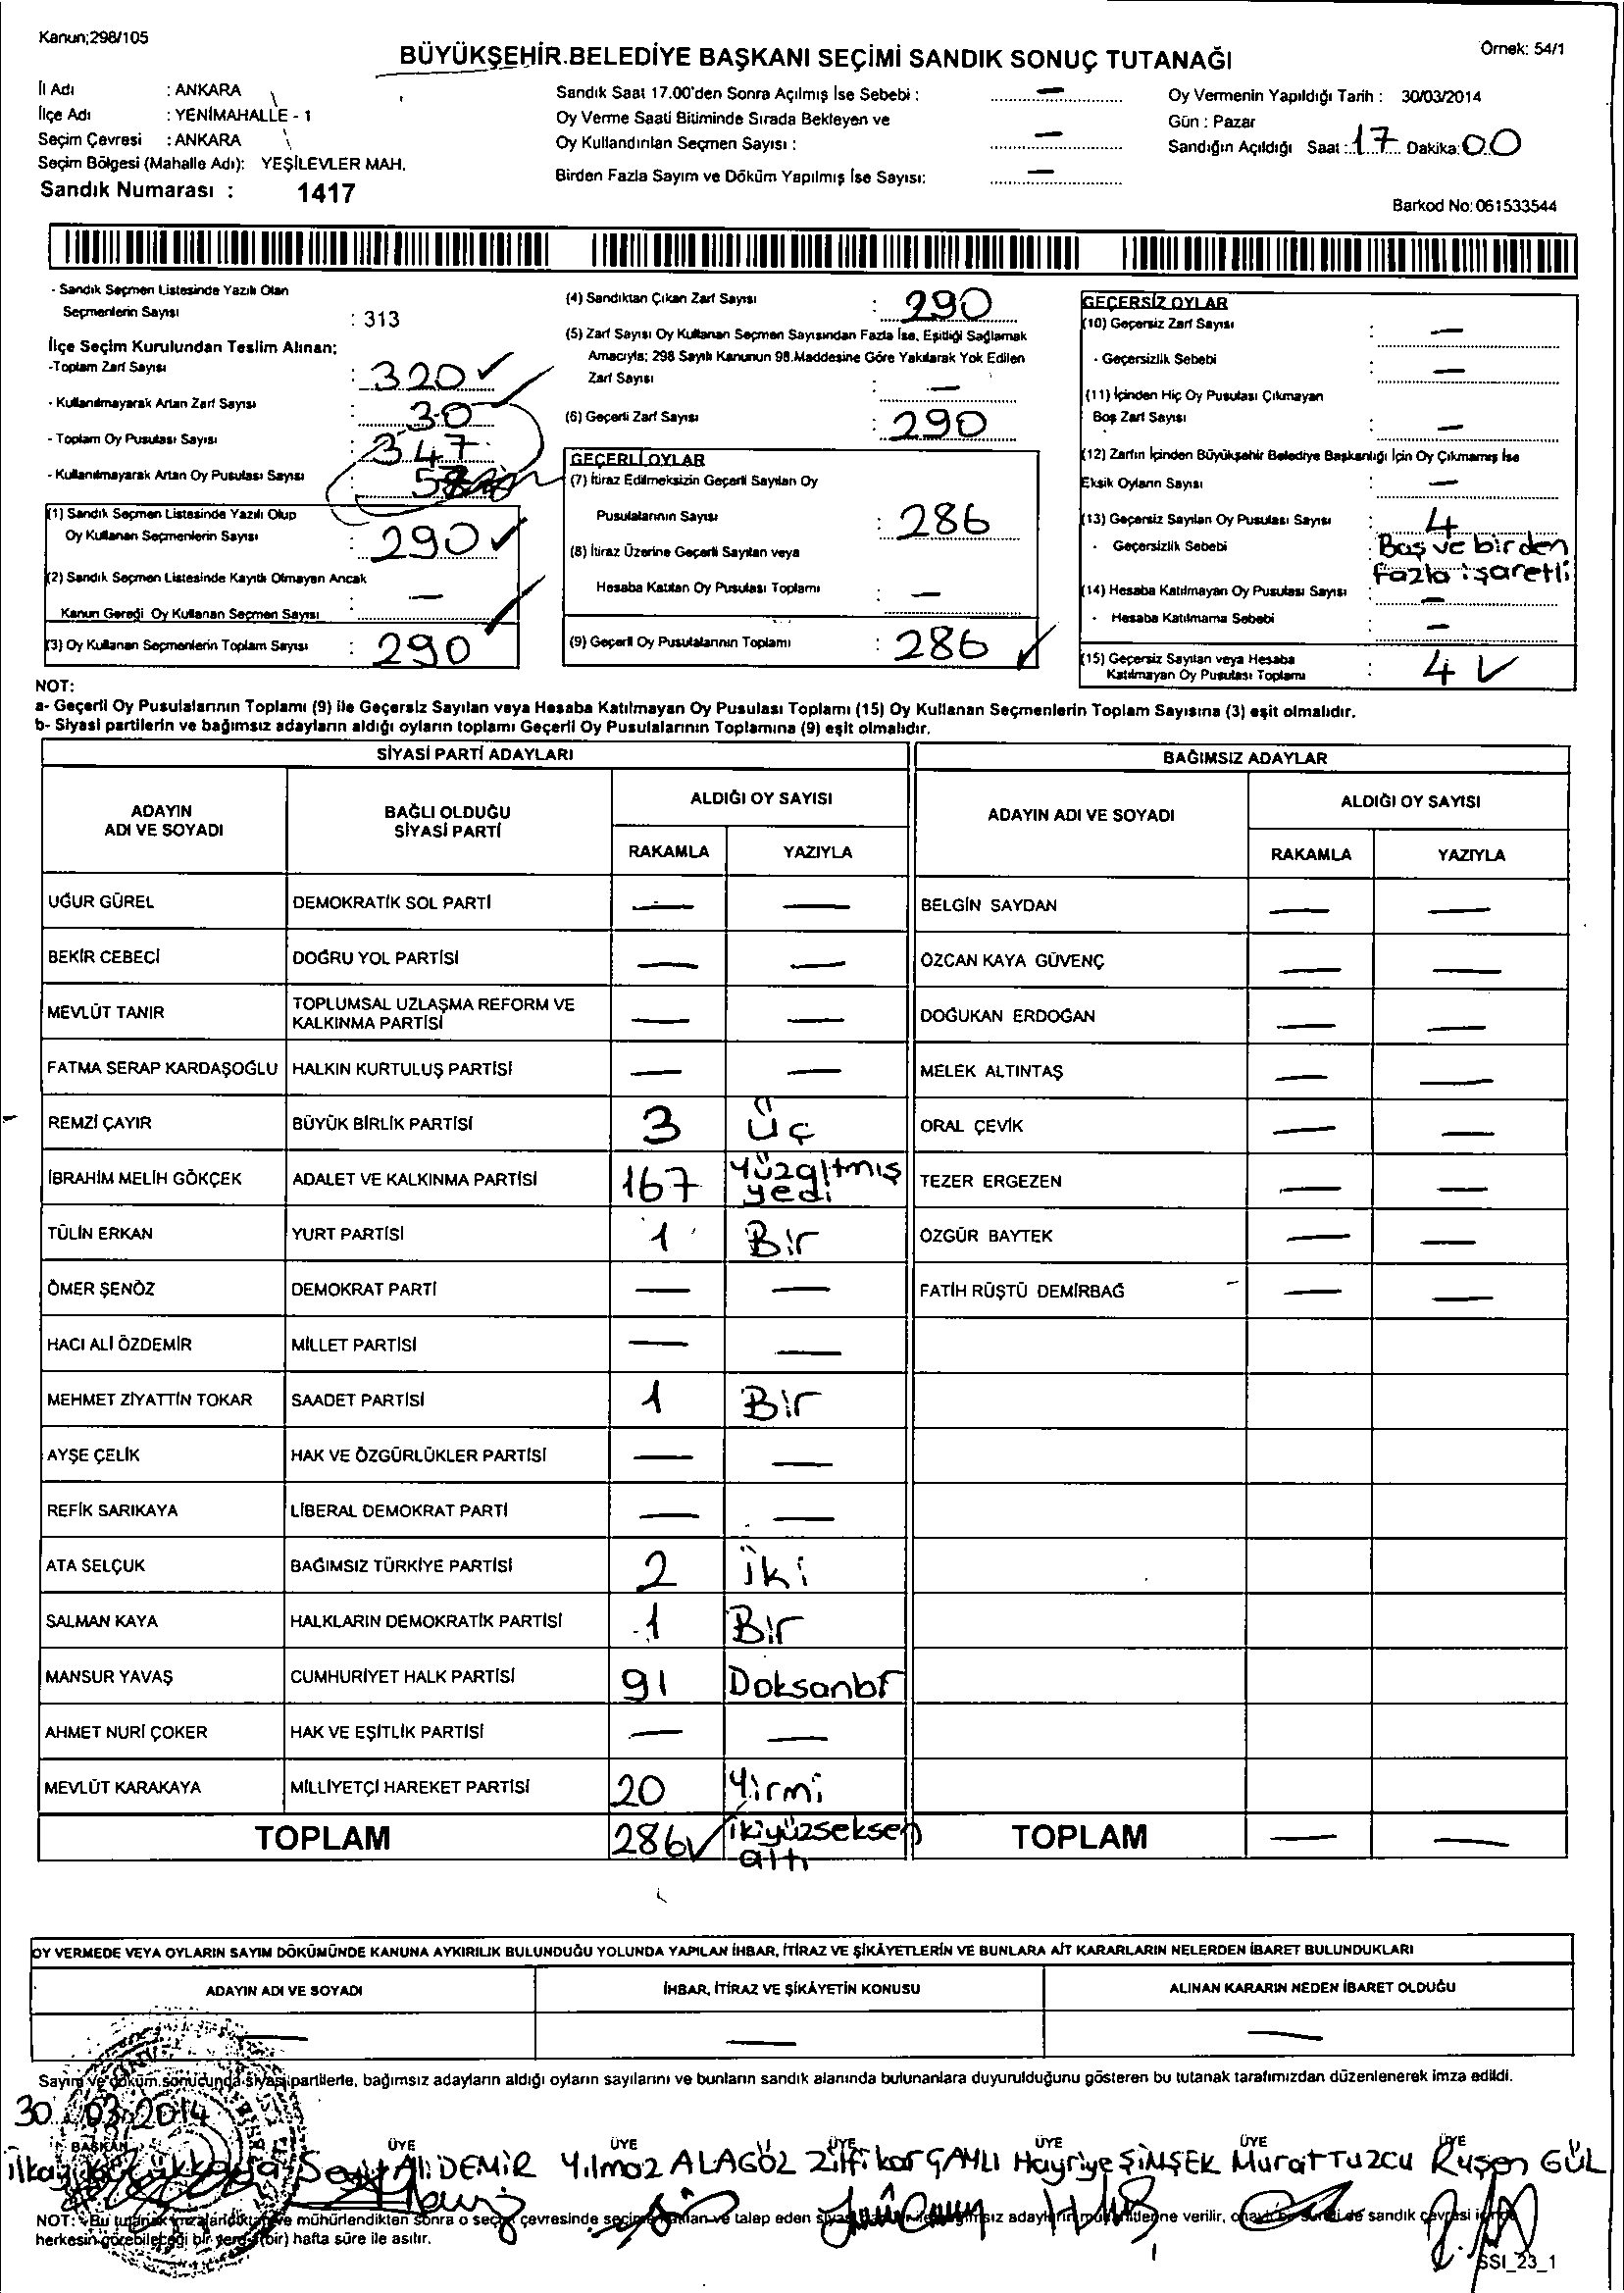 Kanun;298/105
BÜYÜKŞEHİR BELEDİYE BAŞKANI SEÇİMİ SANDIK SONUÇ TUTANAĞI
Örnek: 54/1
İl Adı : ANKARA
İlçe Adı : YENİMAHALLE - 1
Seçim Çevresi : ANKARA
Seçim Bölgesi (Mahalle Adı): YEŞİLEVLER MAH.
Sandık Numarası : 1417
Sandık Saat 17.00'den Sonra Açılmış İse Sebebi : —
Oy Verme Saati Bitiminde Sırada Bekleyen ve
Oy Kullandırılan Seçmen Sayısı : —
Birden Fazla Sayım ve Döküm Yapılmış İse Sayısı: —
Oy Vermenin Yapıldığı Tarih : 30/03/2014
Gün : Pazar
Sandığın Açıldığı Saat : 17 Dakika: 00
Barkod No: 061533544
- Sandık Seçmen Listesinde Yazılı Olan
Seçmenlerin Sayısı : 313
İlçe Seçim Kurulundan Teslim Alınan;
-Toplam Zarf Sayısı : 320
- Kullanılmayarak Artan Zarf Sayısı : 30
- Toplam Oy Pusulası Sayısı : 347
- Kullanılmayarak Artan Oy Pusulası Sayısı
(1) Sandık Seçmen Listesinde Yazılı Olup
Oy Kullanan Seçmenlerin Sayısı : 290
(2) Sandık Seçmen Listesinde Kayıtlı Olmayan Ancak
Kanun Gereği Oy Kullanan Seçmen Sayısı : —
(3) Oy Kullanan Seçmenlerin Toplam Sayısı : 290
(4) Sandıktan Çıkan Zarf Sayısı : 290
(5) Zarf Sayısı Oy Kullanan Seçmen Sayısından Fazla İse, Eşitliği Sağlamak
Amacıyla; 298 Sayılı Kanunun 98.Maddesine Göre Yakılarak Yok Edilen
Zarf Sayısı : —
(6) Geçerli Zarf Sayısı : 290
GEÇERLİ OYLAR
(7) İtiraz Edilmeksizin Geçerli Sayılan Oy
Pusulalarının Sayısı : 286
(8) İtiraz Üzerine Geçerli Sayılan veya
Hesaba Katılan Oy Pusulası Toplamı : —
(9) Geçerli Oy Pusulalarının Toplamı : 286
GEÇERSİZ OYLAR
(10) Geçersiz Zarf Sayısı : —
- Geçersizlik Sebebi : —
(11) İçinden Hiç Oy Pusulası Çıkmayan
Boş Zarf Sayısı : —
(12) Zarfın İçinden Büyükşehir Belediye Başkanlığı İçin Oy Çıkmamış İse
Eksik Oyların Sayısı : —
(13) Geçersiz Sayılan Oy Pusulası Sayısı : 4
- Geçersizlik Sebebi : Boş ve birden
fazla işaretli
(14) Hesaba Katılmayan Oy Pusulası Sayısı : —
- Hesaba Katılmama Sebebi : —
(15) Geçersiz Sayılan veya Hesaba
Katılmayan Oy Pusulası Toplamı : 4
NOT:
a- Geçerli Oy Pusulalarının Toplamı (9) ile Geçersiz Sayılan veya Hesaba Katılmayan Oy Pusulası Toplamı (15) Oy Kullanan Seçmenlerin Toplam Sayısına (3) eşit olmalıdır.
b- Siyasi partilerin ve bağımsız adayların aldığı oyların toplamı Geçerli Oy Pusulalarının Toplamına (9) eşit olmalıdır.
SİYASİ PARTİ ADAYLARI
BAĞIMSIZ ADAYLAR
ADAYIN ADI VE SOYADI BAĞLI OLDUĞU SİYASİ PARTİ ALDIĞI OY SAYISI
RAKAMLA YAZIYLA
ADAYIN ADI VE SOYADI ALDIĞI OY SAYISI
RAKAMLA YAZIYLA
UĞUR GÜREL DEMOKRATİK SOL PARTİ — — BELGİN SAYDAN — —
BEKİR CEBECİ DOĞRU YOL PARTİSİ — — ÖZCAN KAYA GÜVENÇ — —
MEVLÜT TANIR TOPLUMSAL UZLAŞMA REFORM VE KALKINMA PARTİSİ — — DOĞUKAN ERDOĞAN — —
FATMA SERAP KARDAŞOĞLU HALKIN KURTULUŞ PARTİSİ — — MELEK ALTINTAŞ — —
REMZİ ÇAYIR BÜYÜK BİRLİK PARTİSİ 3 üç ORAL ÇEVİK — —
İBRAHİM MELİH GÖKÇEK ADALET VE KALKINMA PARTİSİ 167 Yüzaltmış yedi TEZER ERGEZEN — —
TÜLİN ERKAN YURT PARTİSİ 1 Bir ÖZGÜR BAYTEK — —
ÖMER ŞENÖZ DEMOKRAT PARTİ — — FATİH RÜŞTÜ DEMİRBAĞ — —
HACI ALİ ÖZDEMİR MİLLET PARTİSİ — —
MEHMET ZİYATTİN TOKAR SAADET PARTİSİ 1 Bir
AYŞE ÇELİK HAK VE ÖZGÜRLÜKLER PARTİSİ — —
REFİK SARIKAYA LİBERAL DEMOKRAT PARTİ — —
ATA SELÇUK BAĞIMSIZ TÜRKİYE PARTİSİ 2 iki
SALMAN KAYA HALKLARIN DEMOKRATİK PARTİSİ 1 Bir
MANSUR YAVAŞ CUMHURİYET HALK PARTİSİ 91 Doksanbr
AHMET NURİ ÇOKER HAK VE EŞİTLİK PARTİSİ — —
MEVLÜT KARAKAYA MİLLİYETÇİ HAREKET PARTİSİ 20 Yirmi
TOPLAM 286 ikiyüzseksen altı TOPLAM — —
OY VERMEDE VEYA OYLARIN SAYIM DÖKÜMÜNDE KANUNA AYKIRILIK BULUNDUĞU YOLUNDA YAPILAN İHBAR, İTİRAZ VE ŞİKÂYETLERİN VE BUNLARA AİT KARARLARIN NELERDEN İBARET BULUNDUKLARI
ADAYIN ADI VE SOYADI İHBAR, İTİRAZ VE ŞİKÂYETİN KONUSU ALINAN KARARIN NEDEN İBARET OLDUĞU
— — —
Sayım ve döküm sonucunda siyasi partilerle, bağımsız adayların aldığı oyların sayılarını ve bunların sandık alanında bulunanlara duyurulduğunu gösteren bu tutanak tarafımızdan düzenlenerek imza edildi.
30 03 2014
BAŞKAN ÜYE ÜYE ÜYE ÜYE ÜYE ÜYE
ilkay Ali DEMİR Yılmaz ALAGÖZ Zülfikar ÇAMLI Hayriye ŞİMŞEK Murat TUZCU Ruşen GÜL
NOT: Bu tutanak imzalandıktan ve mühürlendikten sonra o seçim çevresinde seçime katılan ve talep eden siyasi adayların müşahitlerine verilir, sandık çevresi içinde
herkesin görebileceği bir yerde (bir) hafta süre ile asılır.
SSI_23_1